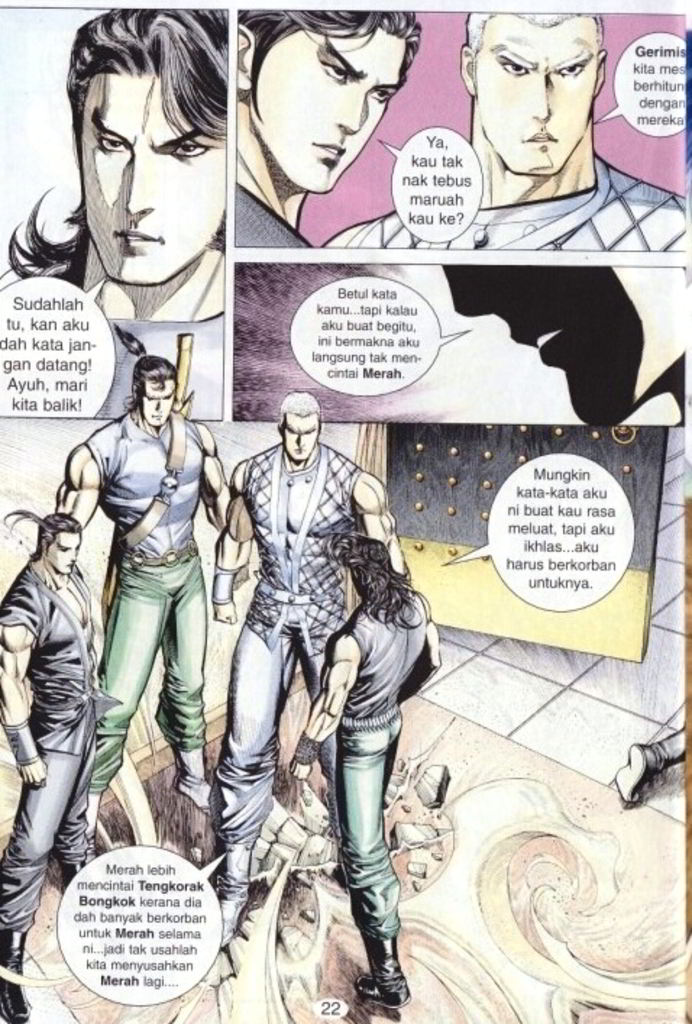 Sudahlah
tu, kan aku
dah kata jan-
gan datang!
Ayuh, mari
kita balik!
Gerimis
kita mes
berhitun
dengan
mereka
Ya,
kau tak
nak tebus
maruah
kau ke?
Betul kata
kamu...tapi kalau
aku buat begitu,
ini bermakna aku
langsung tak men-
cintai Merah.
Mungkin
kata-kata aku
ni buat kau rasa
meluat, tapi aku
ikhlas...aku
harus berkorban
untuknya.
Merah lebih
mencintai Tengkorak
Bongkok kerana dia
dah banyak berkorban
untuk Merah selama
ni...jadi tak usahlah
kita menyusahkan
Merah lagi....
22